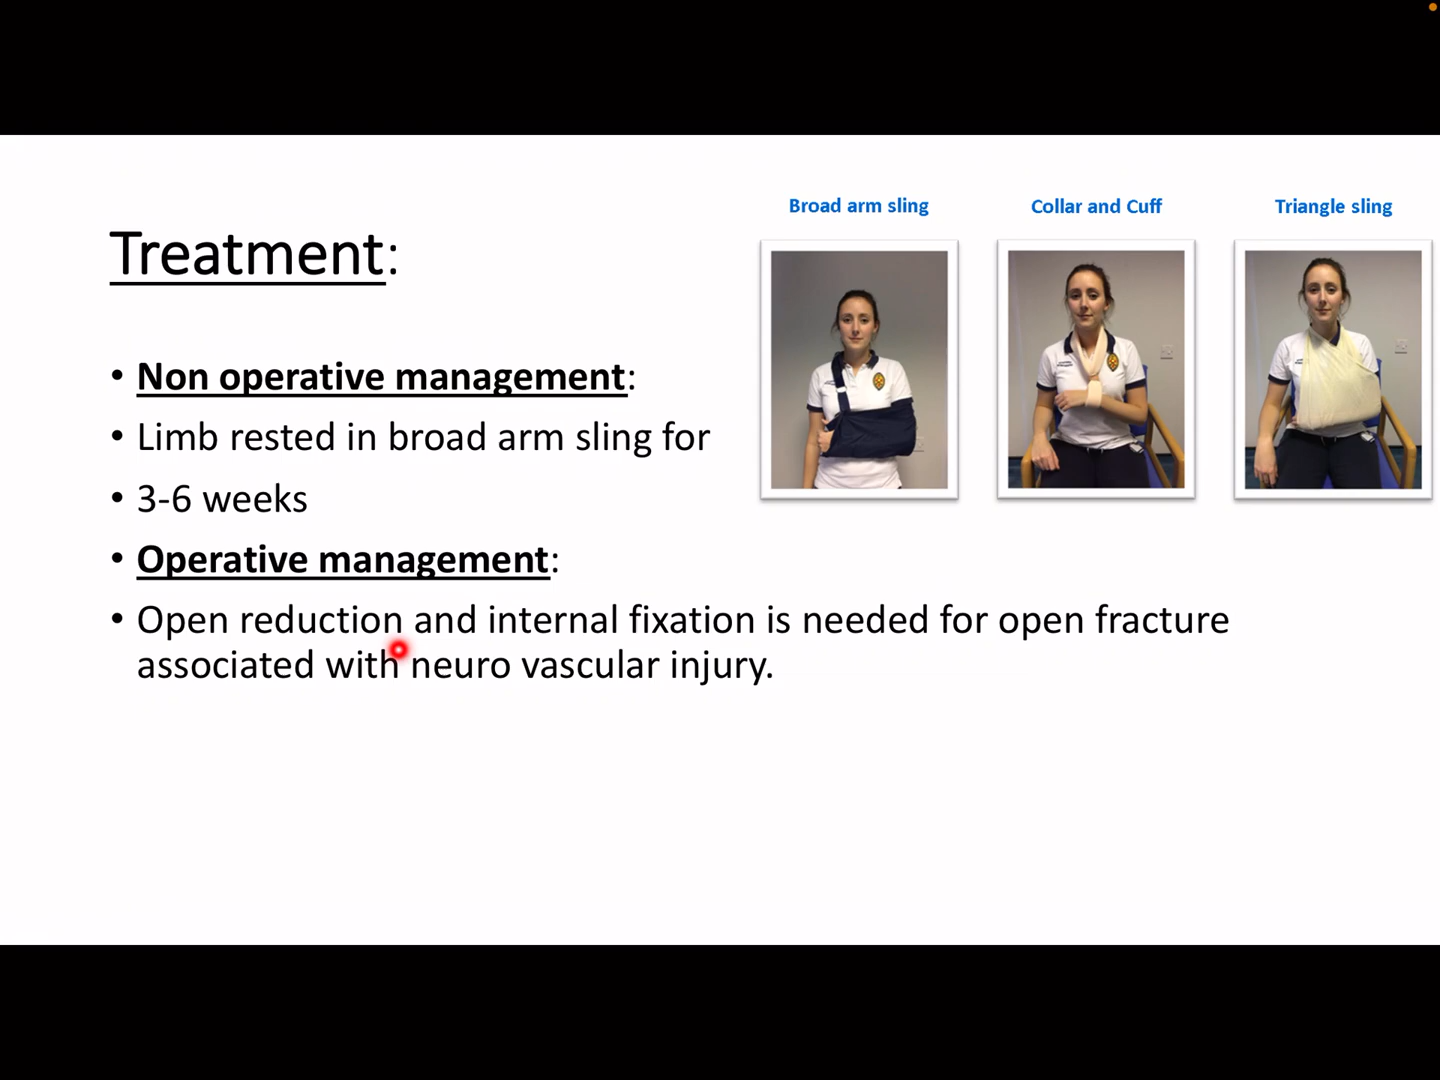 Broad arm sling
Collar and Cuff
Triangle sling
Treatment:
• Non operative management:
• Limb rested in broad arm sling for
• 3-6 weeks
• Operative management:
• Open reduction and internal fixation is needed for open fracture
associated with neuro vascular injury.